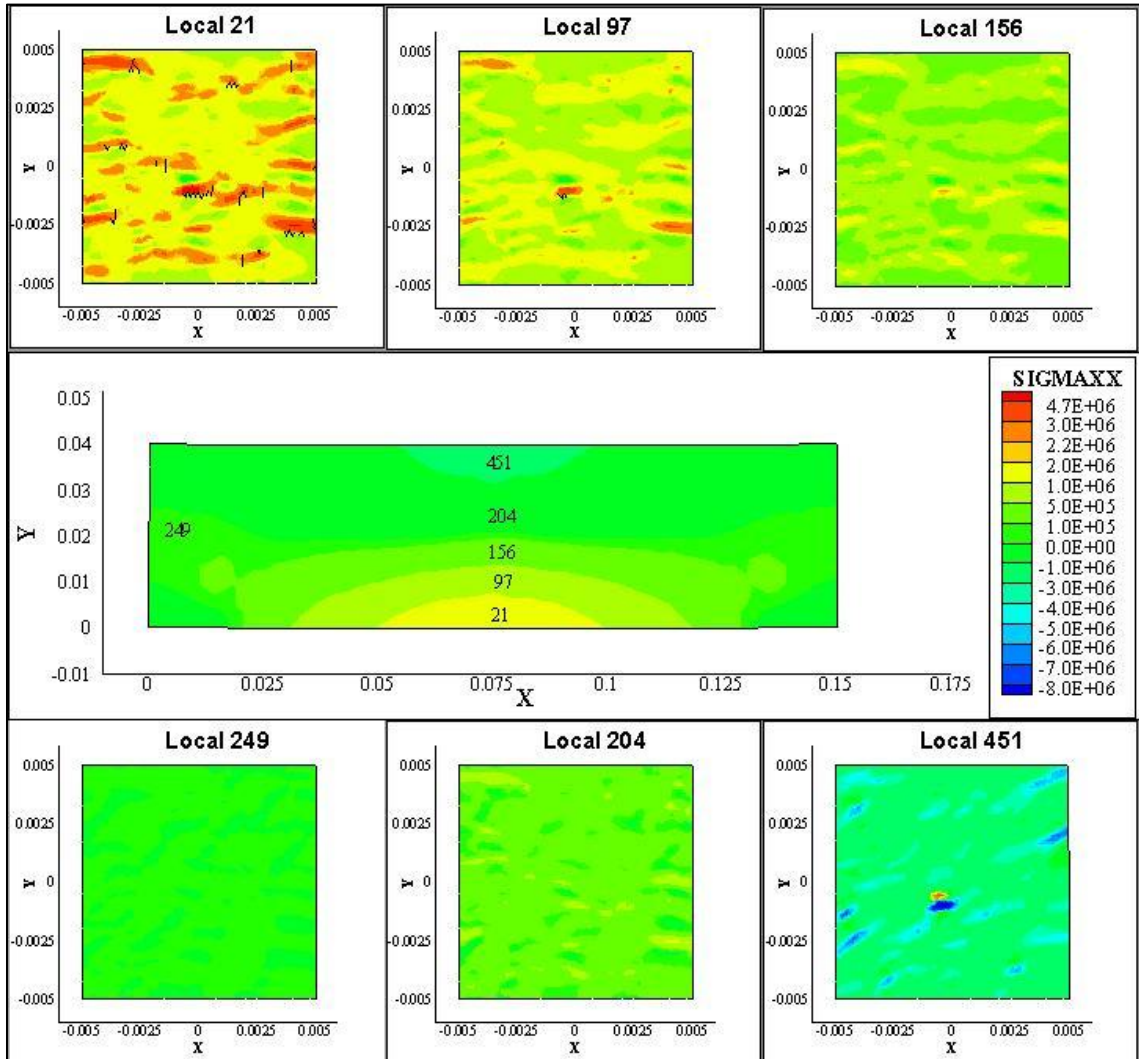 Local 21
Local 97
Local 156
0.005
0.0025
Y 0
-0.0025
-0.005
-0.005 -0.0025 0 0.0025 0.005
X
0.005
0.0025
Y 0
-0.0025
-0.005
-0.005 -0.0025 0 0.0025 0.005
X
0.005
0.0025
Y 0
-0.0025
-0.005
-0.005 -0.0025 0 0.0025 0.005
X
0.05
0.04
0.03
0.02
0.01
0
-0.01
Y
451
204
249
156
97
21
0 0.025 0.05 0.075 0.1 0.125 0.15 0.175
X
SIGMAXX
4.7E+06
3.0E+06
2.2E+06
2.0E+06
1.0E+06
5.0E+05
1.0E+05
0.0E+00
-1.0E+06
-3.0E+06
-4.0E+06
-5.0E+06
-6.0E+06
-7.0E+06
-8.0E+06
Local 249
Local 204
Local 451
0.005
0.0025
Y 0
-0.0025
-0.005
-0.005 -0.0025 0 0.0025 0.005
X
0.005
0.0025
Y 0
-0.0025
-0.005
-0.005 -0.0025 0 0.0025 0.005
X
0.005
0.0025
Y 0
-0.0025
-0.005
-0.005 -0.0025 0 0.0025 0.005
X